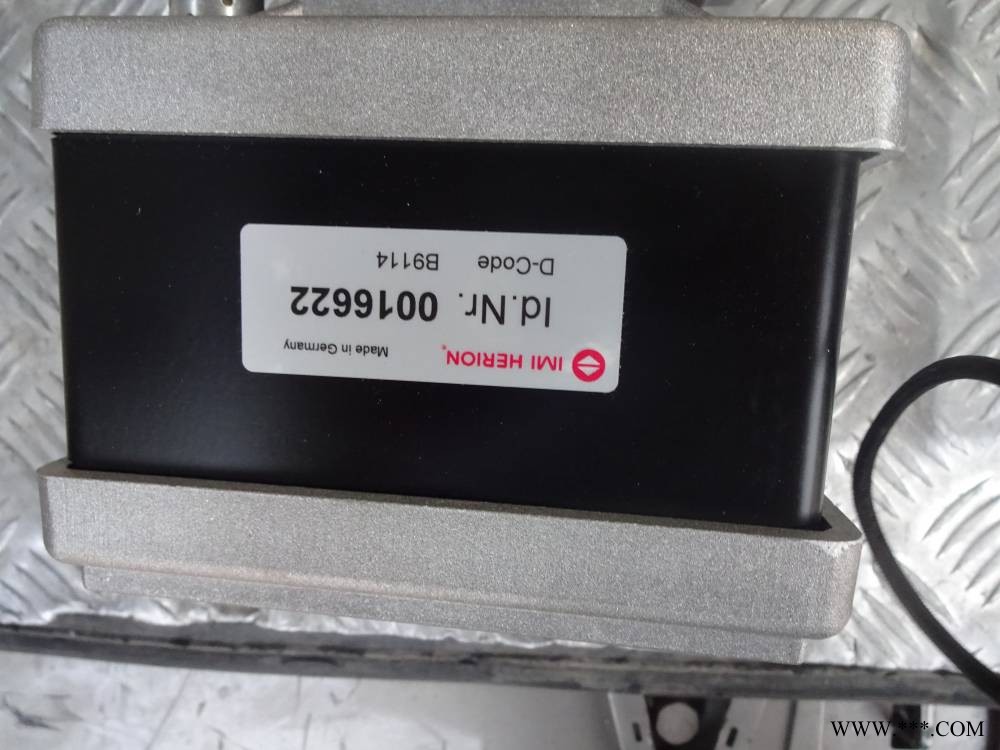 IMI HERION® Made in Germany
Id.Nr. 0016622
D-Code B9114
WWW.***.COM